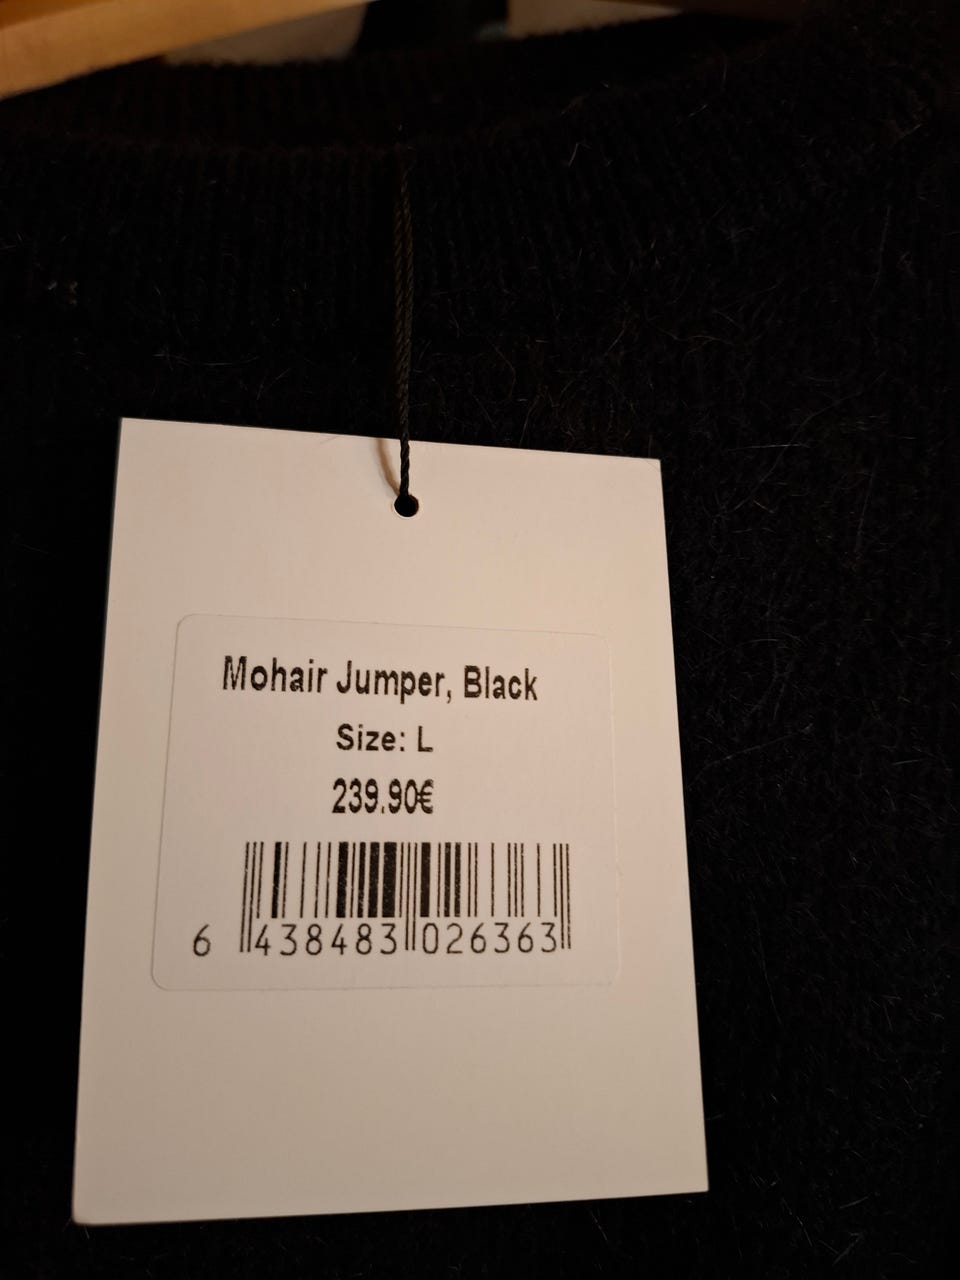 Mohair Jumper, Black
Size: L
239.90€
6 438483 026363